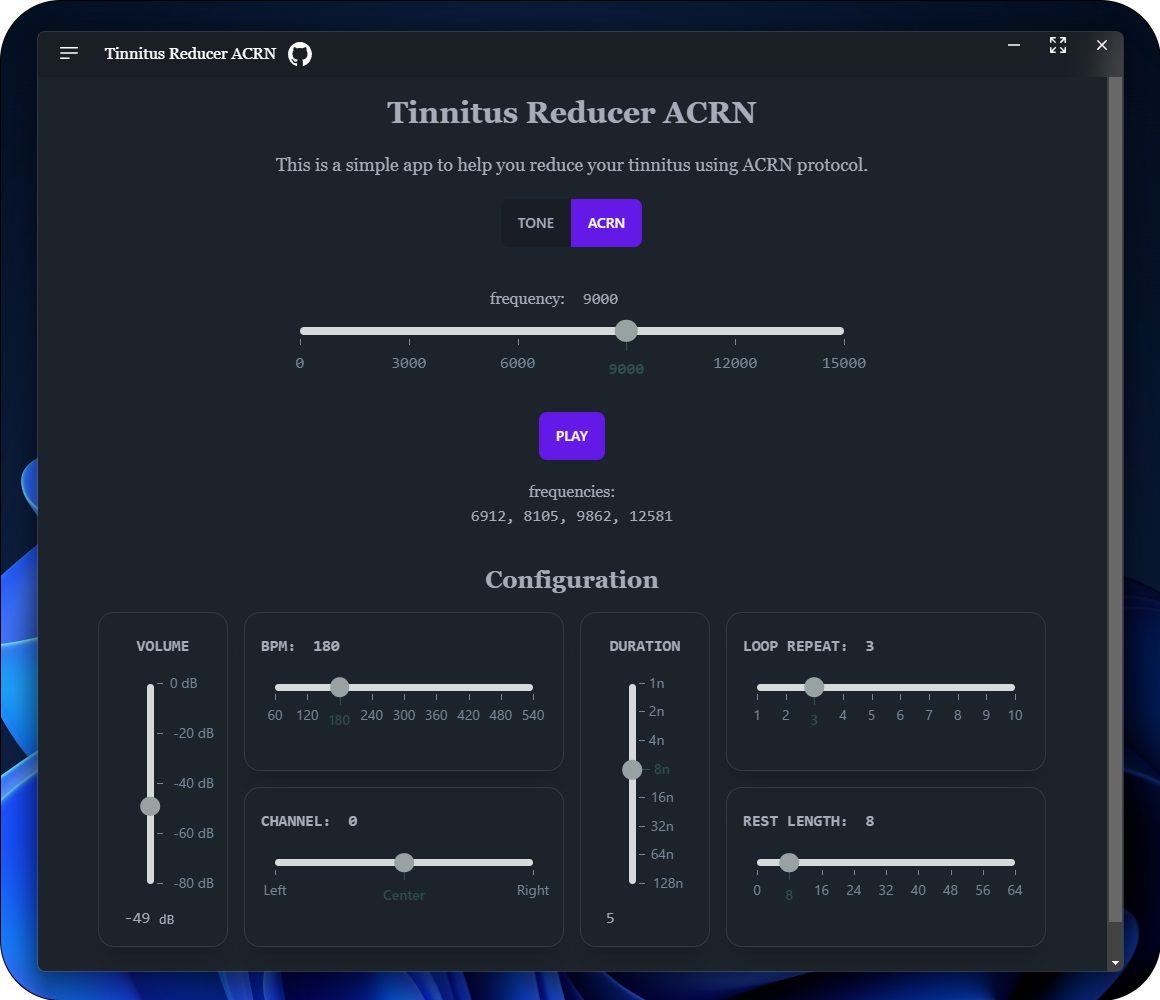 Tinnitus Reducer ACRN
Tinnitus Reducer ACRN
This is a simple app to help you reduce your tinnitus using ACRN protocol.
TONE ACRN
frequency: 9000
0 3000 6000 9000 12000 15000
PLAY
frequencies:
6912, 8105, 9862, 12581
Configuration
VOLUME
0 dB
-20 dB
-40 dB
-60 dB
-80 dB
-49 dB
BPM: 180
60 120 180 240 300 360 420 480 540
CHANNEL: 0
Left Center Right
DURATION
1n
2n
4n
8n
16n
32n
64n
128n
5
LOOP REPEAT: 3
1 2 3 4 5 6 7 8 9 10
REST LENGTH: 8
0 8 16 24 32 40 48 56 64